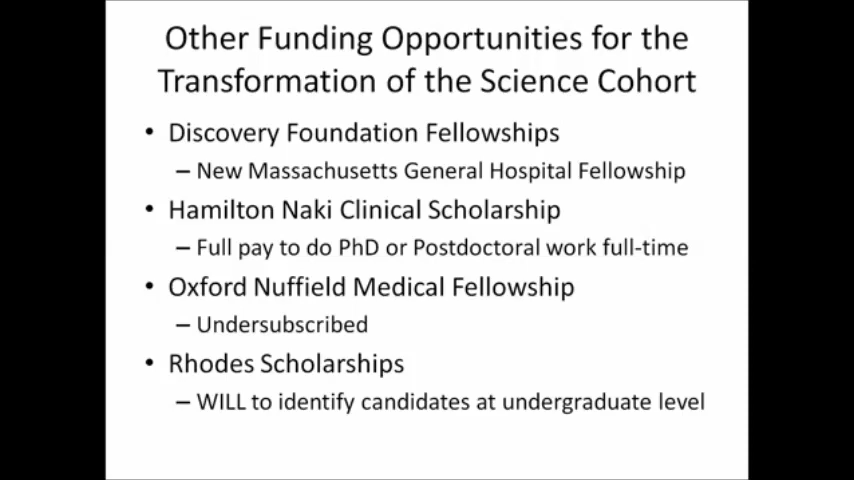 Other Funding Opportunities for the
Transformation of the Science Cohort
• Discovery Foundation Fellowships
– New Massachusetts General Hospital Fellowship
• Hamilton Naki Clinical Scholarship
– Full pay to do PhD or Postdoctoral work full-time
• Oxford Nuffield Medical Fellowship
– Undersubscribed
• Rhodes Scholarships
– WILL to identify candidates at undergraduate level